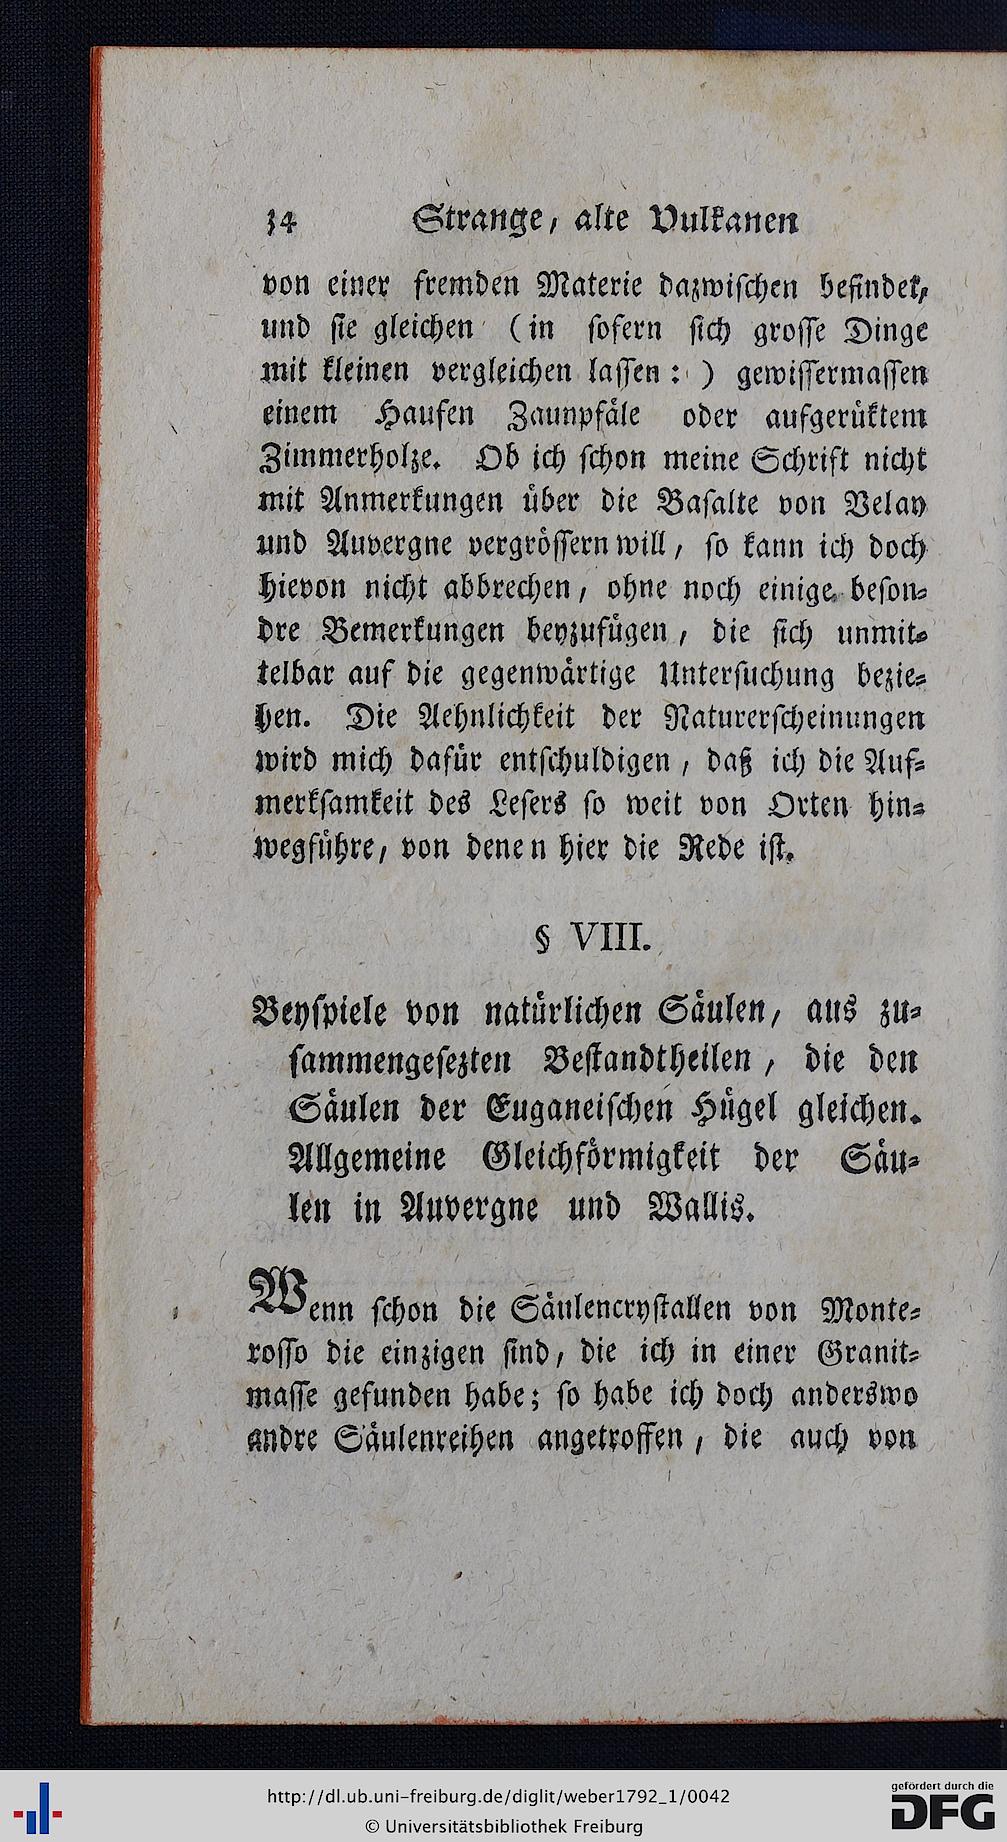 34 Strange, alte Vulkanen
von einer fremden Materie dazwischen befindet,
und sie gleichen (in sofern sich grosse Dinge
mit kleinen vergleichen lassen: ) gewissermassen
einem Haufen Zaunpfäle oder aufgerüktem
Zimmerholze. Ob ich schon meine Schrift nicht
mit Anmerkungen über die Basalte von Velay
und Auvergne vergrössern will, so kann ich doch
hievon nicht abbrechen, ohne noch einige beson-
dre Bemerkungen beyzufügen, die sich unmit-
telbar auf die gegenwärtige Untersuchung bezie-
hen. Die Aehnlichkeit der Naturerscheinungen
wird mich dafür entschuldigen, daß ich die Auf-
merksamkeit des Lesers so weit von Orten hin-
wegführe, von denen hier die Rede ist.
§ VIII.
Beyspiele von natürlichen Säulen, aus zu-
sammengesezten Bestandtheilen, die den
Säulen der Euganeischen Hügel gleichen.
Allgemeine Gleichförmigkeit der Säu-
len in Auvergne und Wallis.
Wenn schon die Säulencrystallen von Monte-
rosso die einzigen sind, die ich in einer Granit-
masse gefunden habe; so habe ich doch anderswo
andre Säulenreihen angetroffen, die auch von
http://dl.ub.uni-freiburg.de/diglit/weber1792_1/0042
© Universitätsbibliothek Freiburg
gefördert durch die
DFG